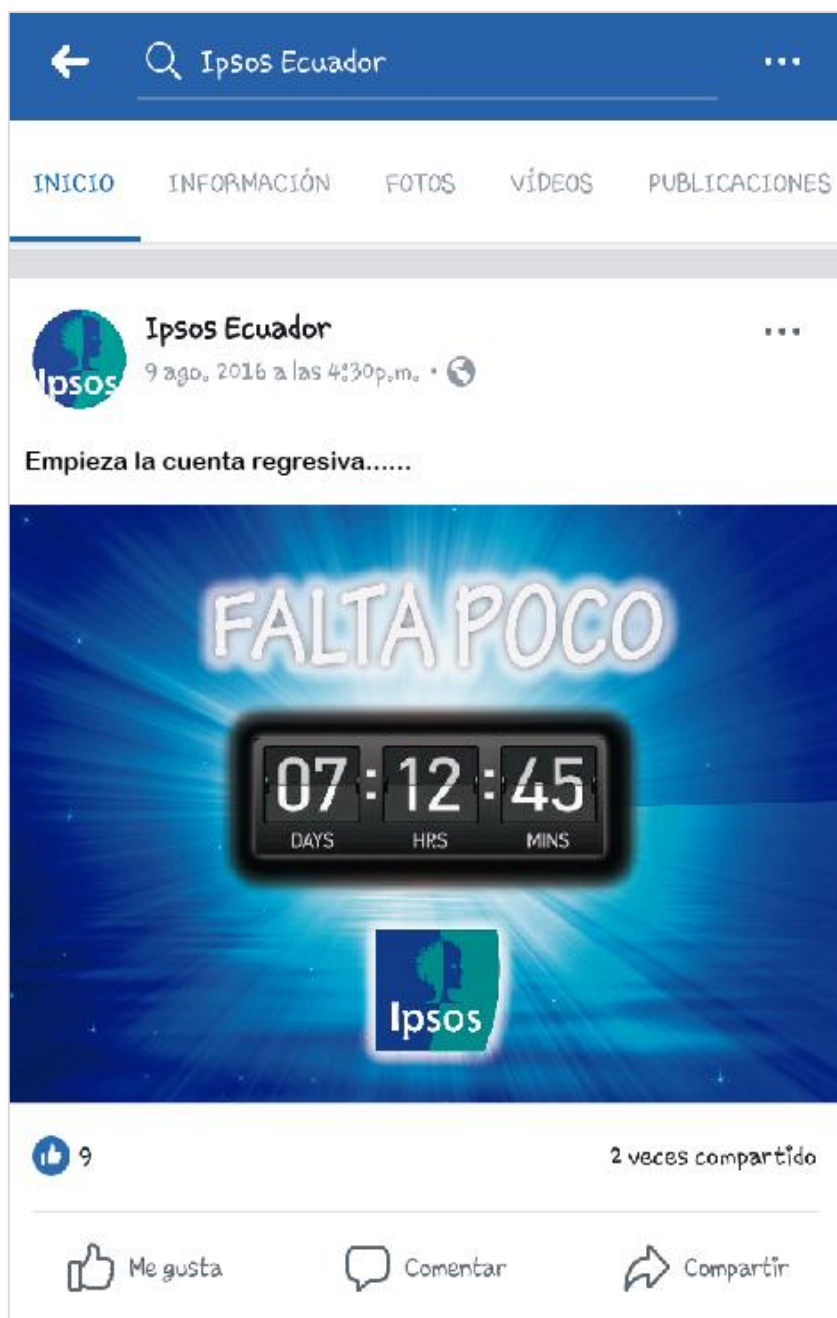 Ipsos Ecuador
INICIO INFORMACIÓN FOTOS VÍDEOS PUBLICACIONES
Ipsos Ecuador
9 ago. 2016 a las 4:30p.m.
Ipsos
Empieza la cuenta regresiva......
FALTA POCO
07 : 12 : 45
DAYS HRS MINS
Ipsos
9 2 veces compartido
Me gusta Comentar Compartir